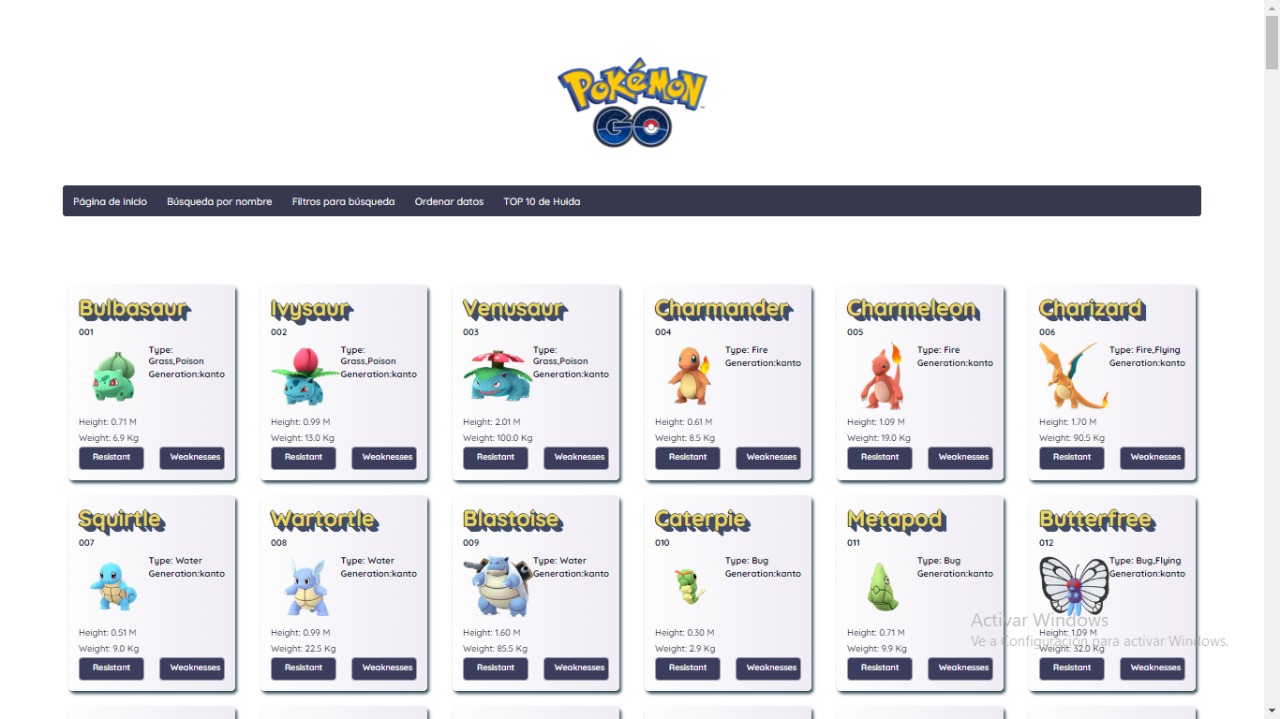 POKéMON
GO
Página de inicio Búsqueda por nombre Filtros para búsqueda Ordenar datos TOP 10 de Huida
Bulbasaur
001
Type:
Grass,Poison
Generation:kanto
Height: 0.71 M
Weight: 6.9 Kg
Resistant Weaknesses
Ivysaur
002
Type:
Grass,Poison
Generation:kanto
Height: 0.99 M
Weight: 13.0 Kg
Resistant Weaknesses
Venusaur
003
Type:
Grass,Poison
Generation:kanto
Height: 2.01 M
Weight: 100.0 Kg
Resistant Weaknesses
Charmander
004
Type: Fire
Generation:kanto
Height: 0.61 M
Weight: 8.5 Kg
Resistant Weaknesses
Charmeleon
005
Type: Fire
Generation:kanto
Height: 1.09 M
Weight: 19.0 Kg
Resistant Weaknesses
Charizard
006
Type: Fire,Flying
Generation:kanto
Height: 1.70 M
Weight: 90.5 Kg
Resistant Weaknesses
Squirtle
007
Type: Water
Generation:kanto
Height: 0.51 M
Weight: 9.0 Kg
Resistant Weaknesses
Wartortle
008
Type: Water
Generation:kanto
Height: 0.99 M
Weight: 22.5 Kg
Resistant Weaknesses
Blastoise
009
Type: Water
Generation:kanto
Height: 1.60 M
Weight: 85.5 Kg
Resistant Weaknesses
Caterpie
010
Type: Bug
Generation:kanto
Height: 0.30 M
Weight: 2.9 Kg
Resistant Weaknesses
Metapod
011
Type: Bug
Generation:kanto
Height: 0.71 M
Weight: 9.9 Kg
Resistant Weaknesses
Butterfree
012
Type: Bug,Flying
Generation:kanto
Height: 1.09 M
Weight: 32.0 Kg
Resistant Weaknesses
Activar Windows
Ve a Configuración para activar Windows.